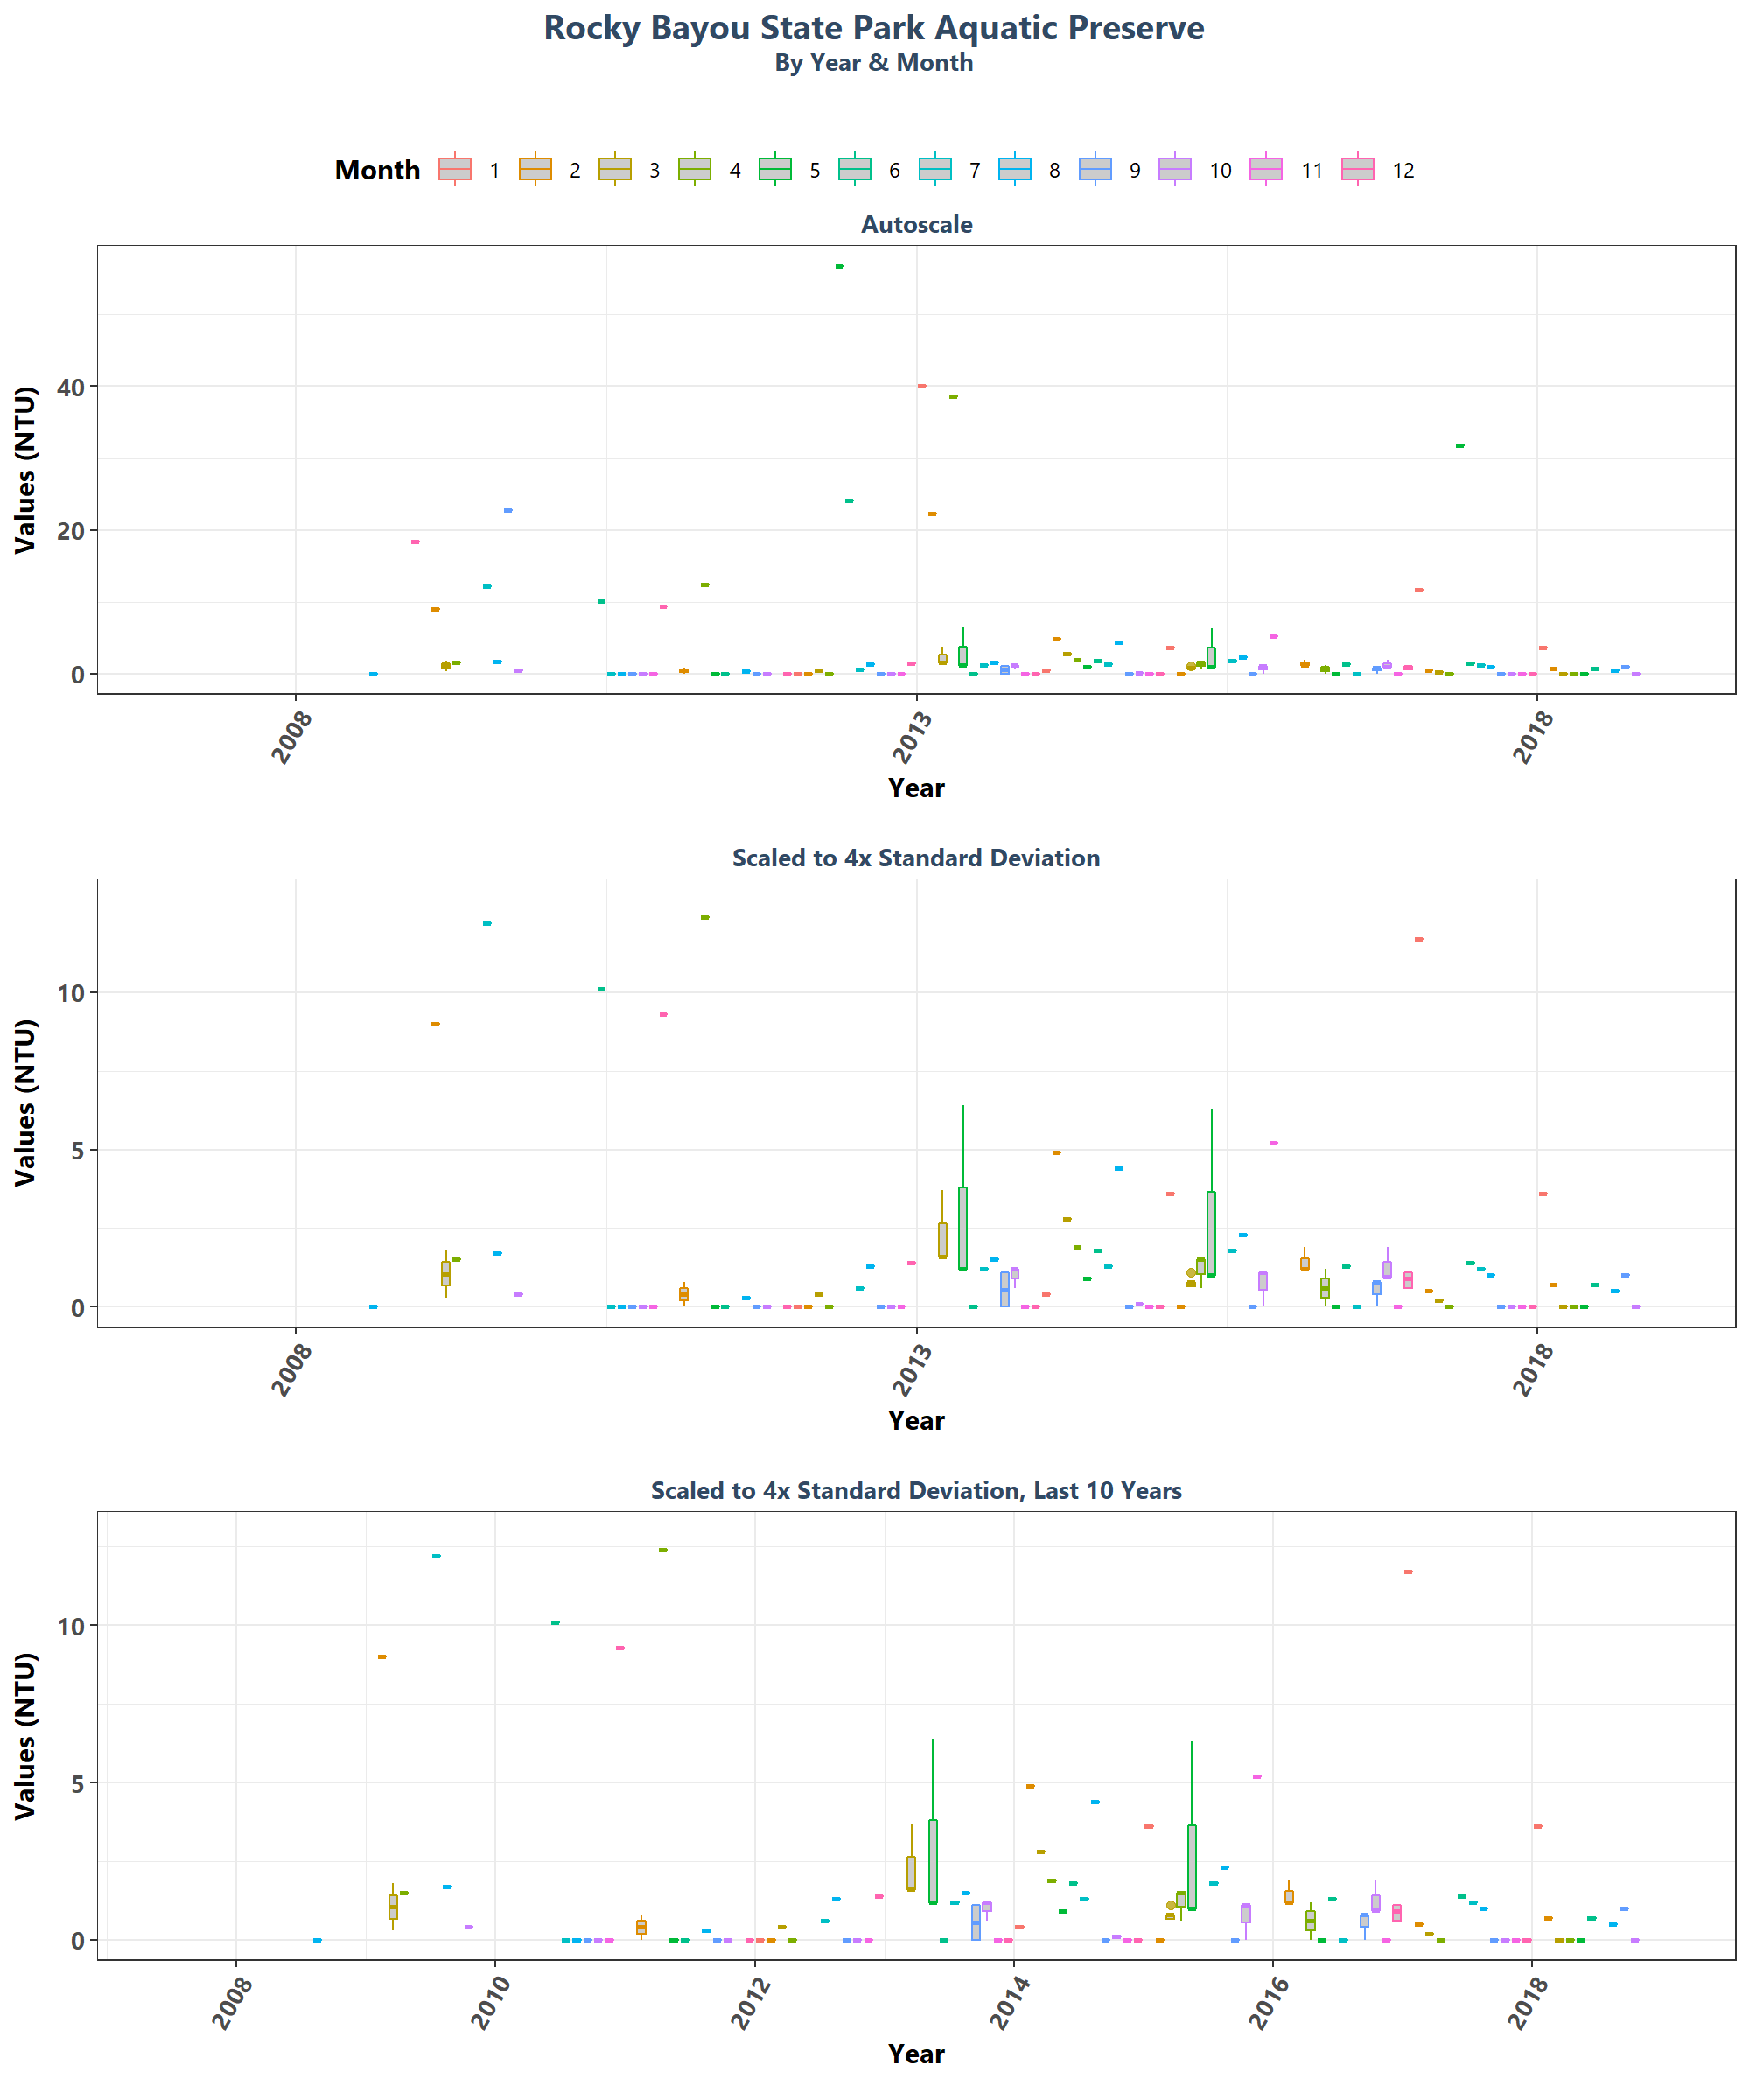 Rocky Bayou State Park Aquatic Preserve
By Year & Month
Month 1 2 3 4 5 6 7 8 9 10 11 12
Autoscale
Values (NTU)
40
20
0
2008 2013 2018
Year
Scaled to 4x Standard Deviation
Values (NTU)
10
5
0
2008 2013 2018
Year
Scaled to 4x Standard Deviation, Last 10 Years
Values (NTU)
10
5
0
2008 2010 2012 2014 2016 2018
Year